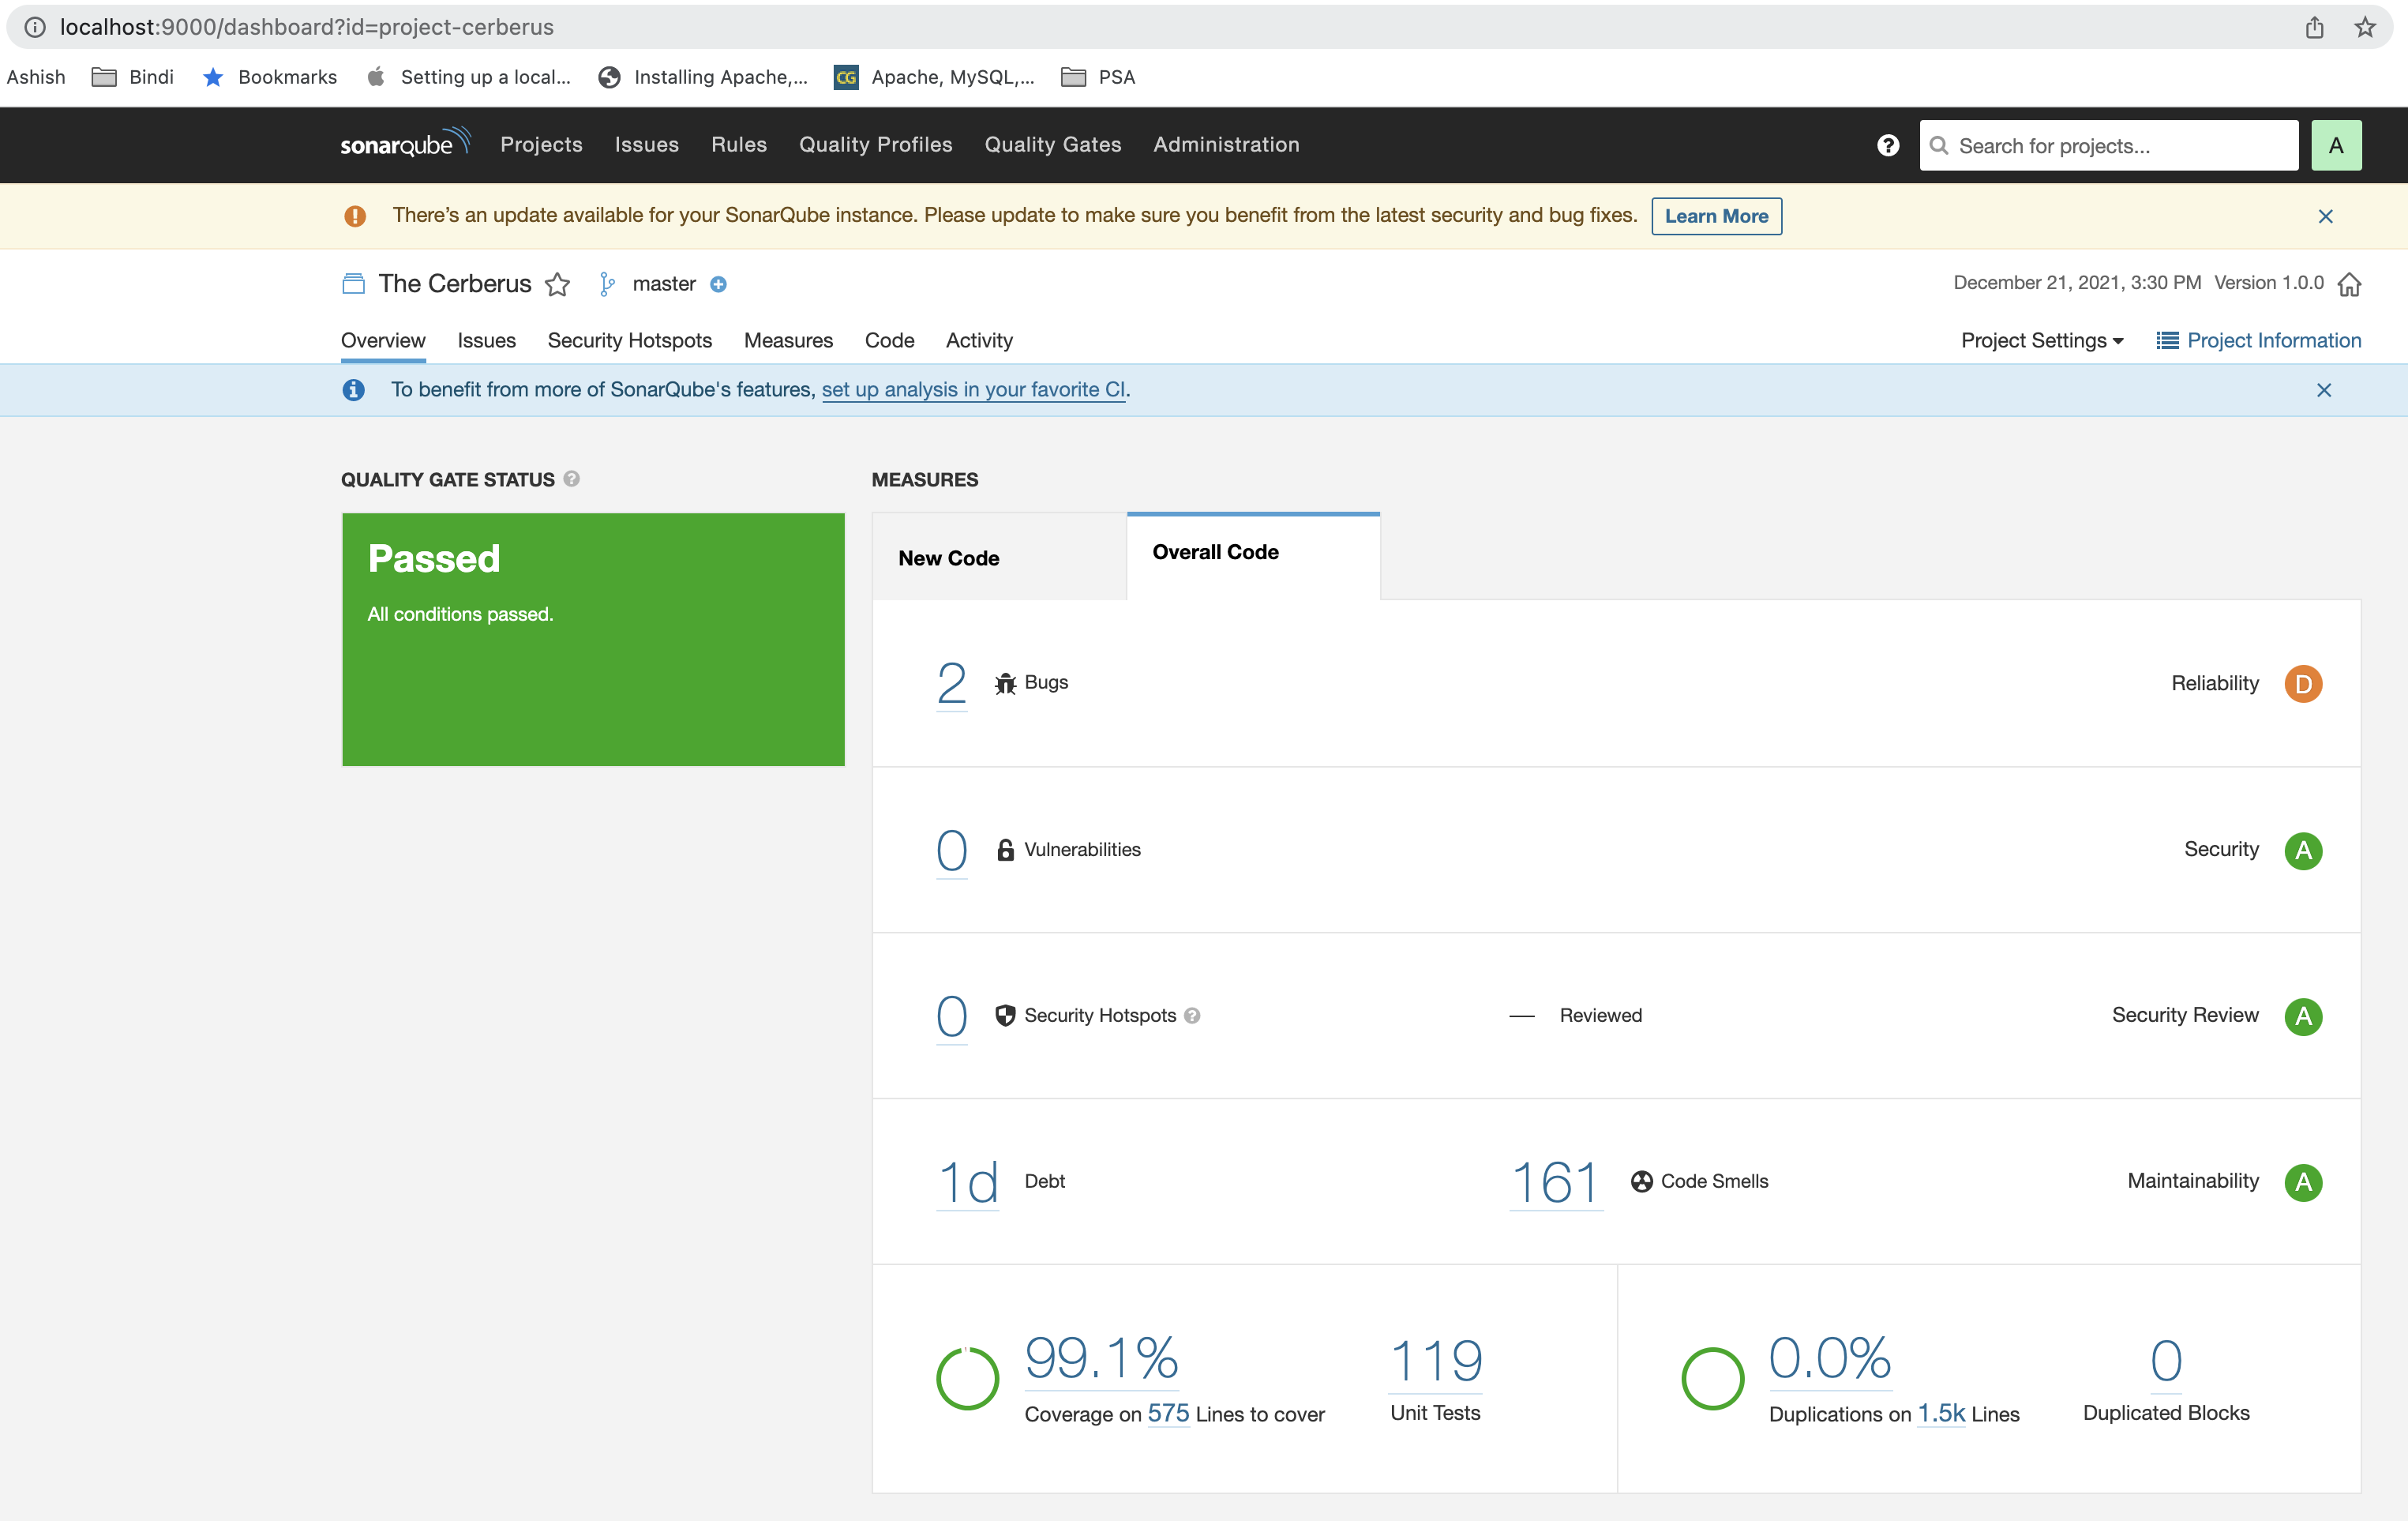 localhost:9000/dashboard?id=project-cerberus
Ashish Bindi Bookmarks Setting up a local... Installing Apache,... CG Apache, MySQL,... PSA
sonarqube Projects Issues Rules Quality Profiles Quality Gates Administration ? Search for projects... A
There's an update available for your SonarQube instance. Please update to make sure you benefit from the latest security and bug fixes. Learn More
The Cerberus master December 21, 2021, 3:30 PM Version 1.0.0
Overview Issues Security Hotspots Measures Code Activity Project Settings Project Information
To benefit from more of SonarQube's features, set up analysis in your favorite CI.
QUALITY GATE STATUS ? MEASURES
Passed
All conditions passed.
New Code Overall Code
2 Bugs Reliability D
0 Vulnerabilities Security A
0 Security Hotspots ? — Reviewed Security Review A
1d Debt 161 Code Smells Maintainability A
99.1% 119 0.0% 0
Coverage on 575 Lines to cover Unit Tests Duplications on 1.5k Lines Duplicated Blocks